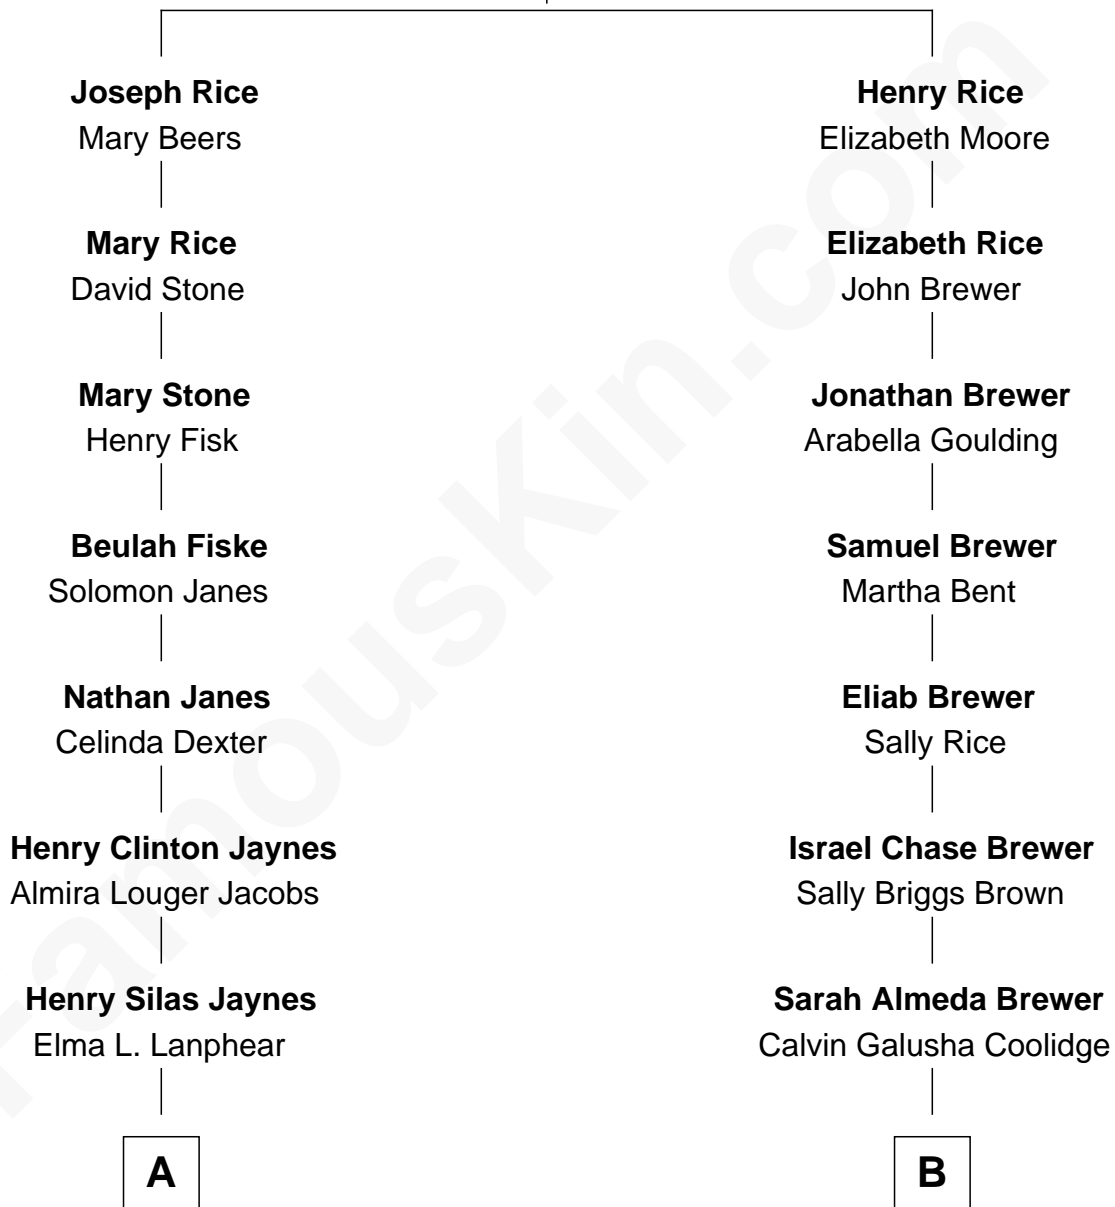 Joseph Rice
Mary Beers
Henry Rice
Elizabeth Moore
Mary Rice
David Stone
Elizabeth Rice
John Brewer
Mary Stone
Henry Fisk
Jonathan Brewer
Arabella Goulding
Beulah Fiske
Solomon Janes
Samuel Brewer
Martha Bent
Nathan Janes
Celinda Dexter
Eliab Brewer
Sally Rice
Henry Clinton Jaynes
Almira Louger Jacobs
Israel Chase Brewer
Sally Briggs Brown
Henry Silas Jaynes
Elma L. Lanphear
Sarah Almeda Brewer
Calvin Galusha Coolidge
A
B
FamousKin.com